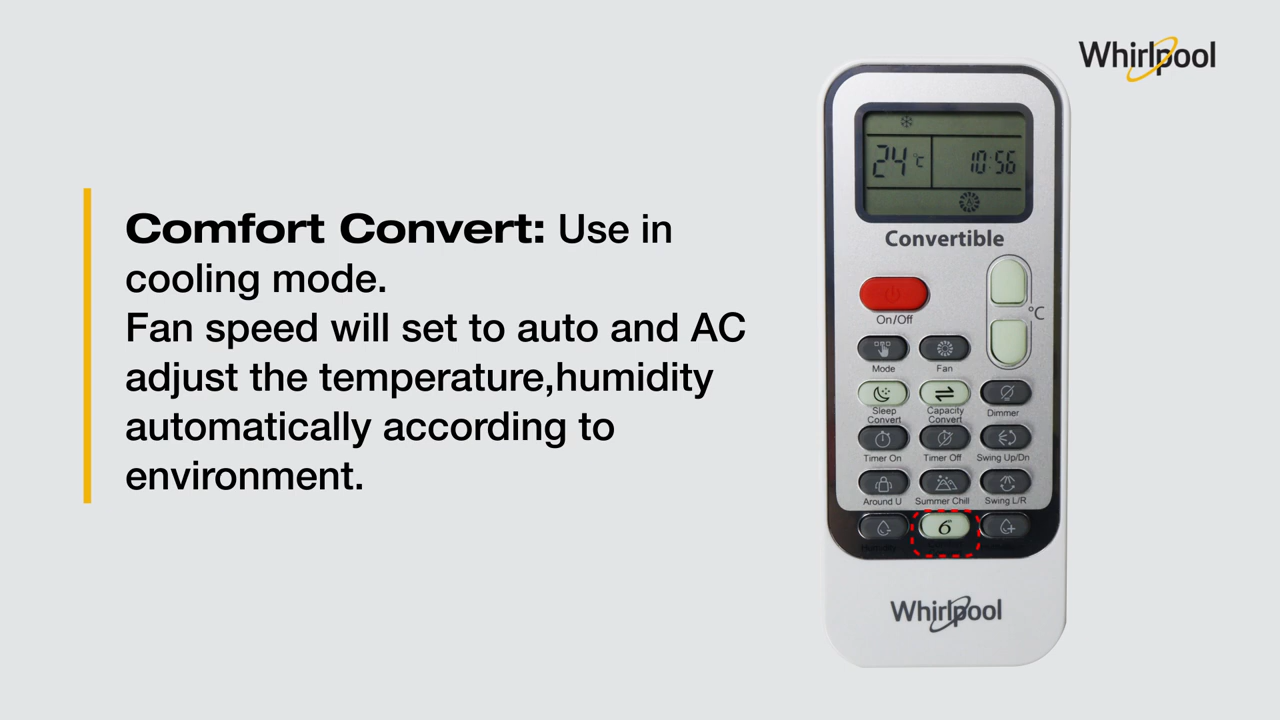 Whirlpool
Comfort Convert: Use in
cooling mode.
Fan speed will set to auto and AC
adjust the temperature,humidity
automatically according to
environment.
24 °C 10:56
A
Convertible
On/Off
°C
Mode Fan
Sleep Convert Capacity Convert Dimmer
Timer On Timer Off Swing Up/Dn
Around U Summer Chill Swing L/R
6
Whirlpool